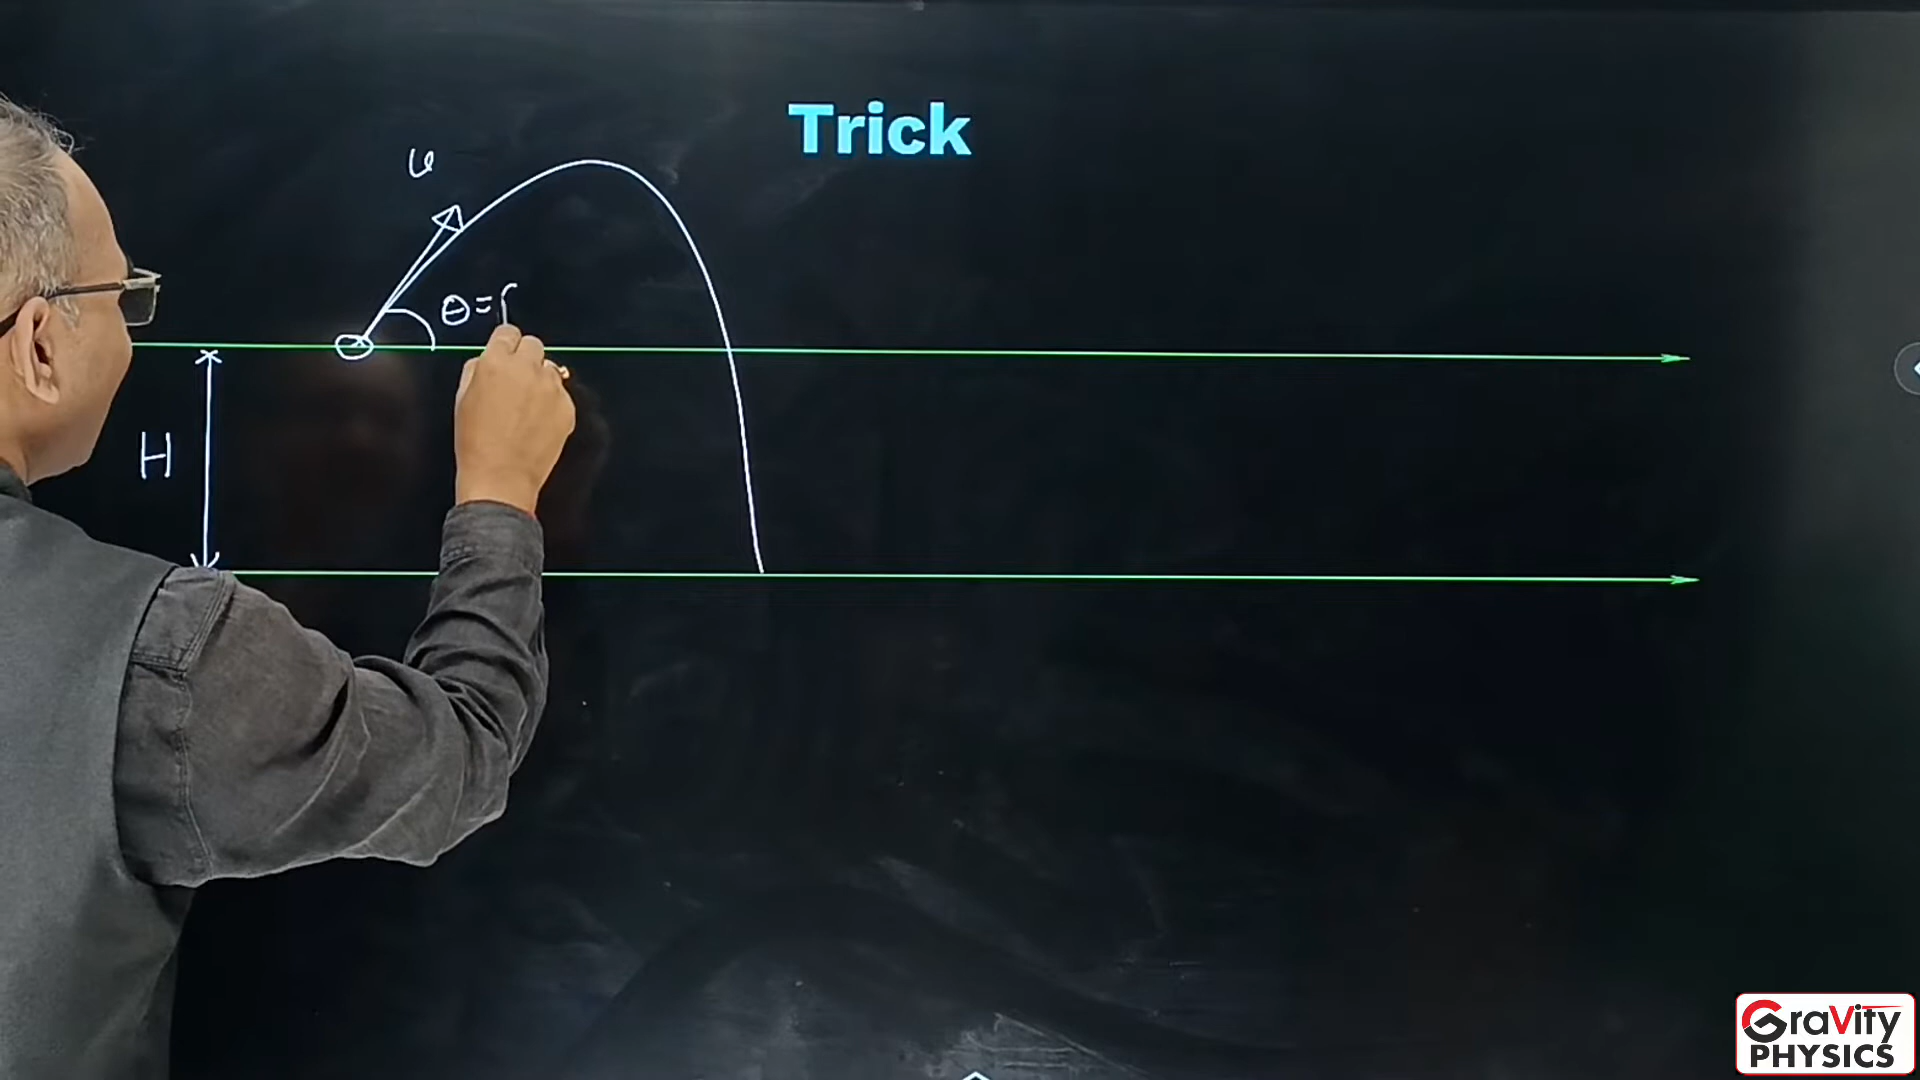 Trick
u
θ =
H
GraVity
PHYSICS